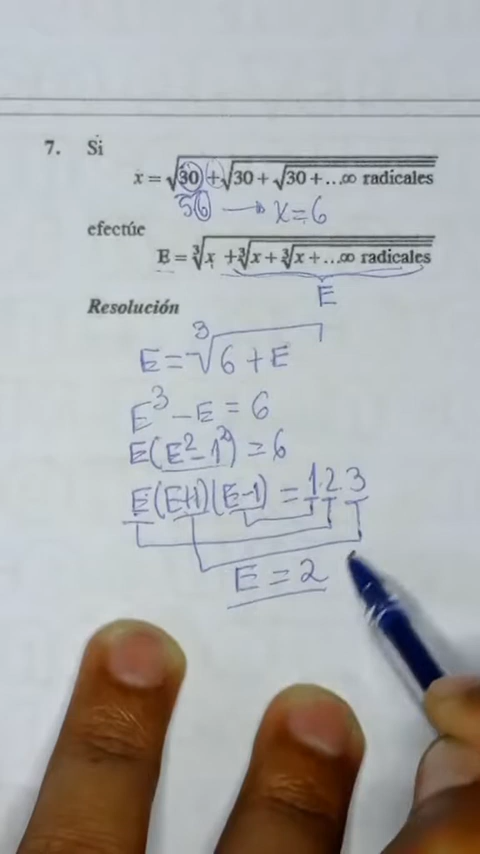 7. Si
x = √30 + √30 + √30 + ...∞ radicales
5⑥ → x = 6
efectúe
E = ∛x + ∛x + ∛x + ...∞ radicales
E
Resolución
E = ∛6 + E
E³ - E = 6
E(E² - 1²) = 6
E(E+1)(E-1) = 1.2.3
E = 2